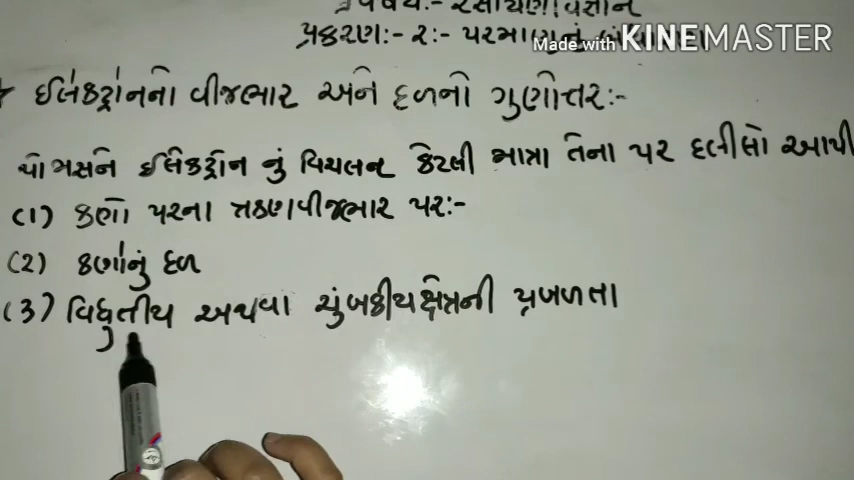 વિષય:- રસાયણવિજ્ઞાન
પ્રકરણ:- ૨:- પરમાણુનું
Made with KINEMASTER
ઈલેક્ટ્રોનનો વીજભાર અને દળનો ગુણોત્તર:-
થોમસને ઈલેક્ટ્રોન નું વિચલન કેટલી માત્રા તેના પર દલીલો આપી
(1) કણો પરના ઋણવીજભાર પર:-
(2) કણોનું દળ
(3) વિધુતીય અથવા ચુંબકીયક્ષેત્રની પ્રબળતા